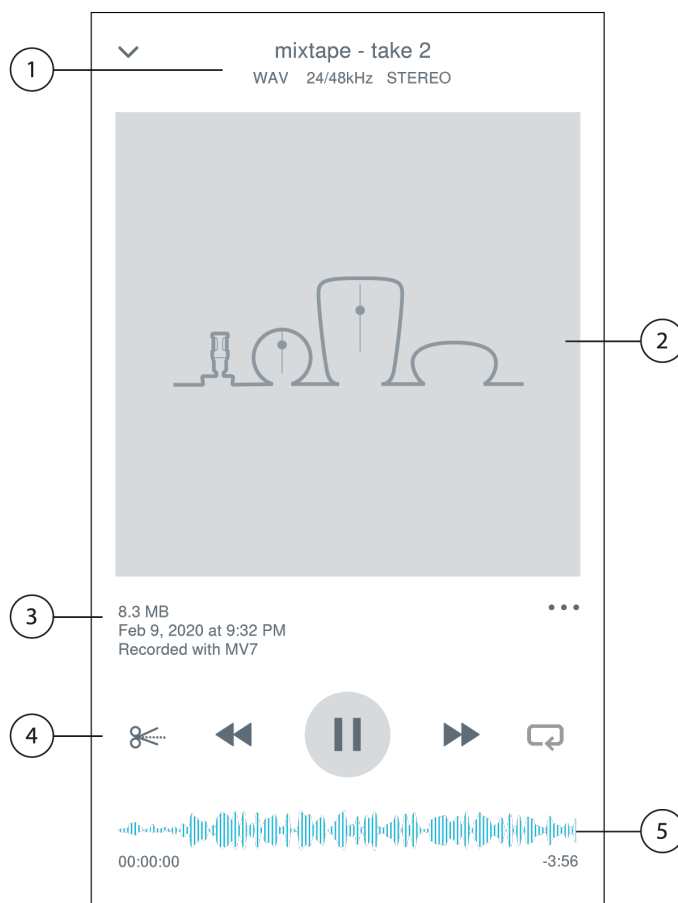 mixtape - take 2
1
WAV 24/48kHz STEREO
2
3
8.3 MB
Feb 9, 2020 at 9:32 PM
Recorded with MV7
4
5
00:00:00 -3:56